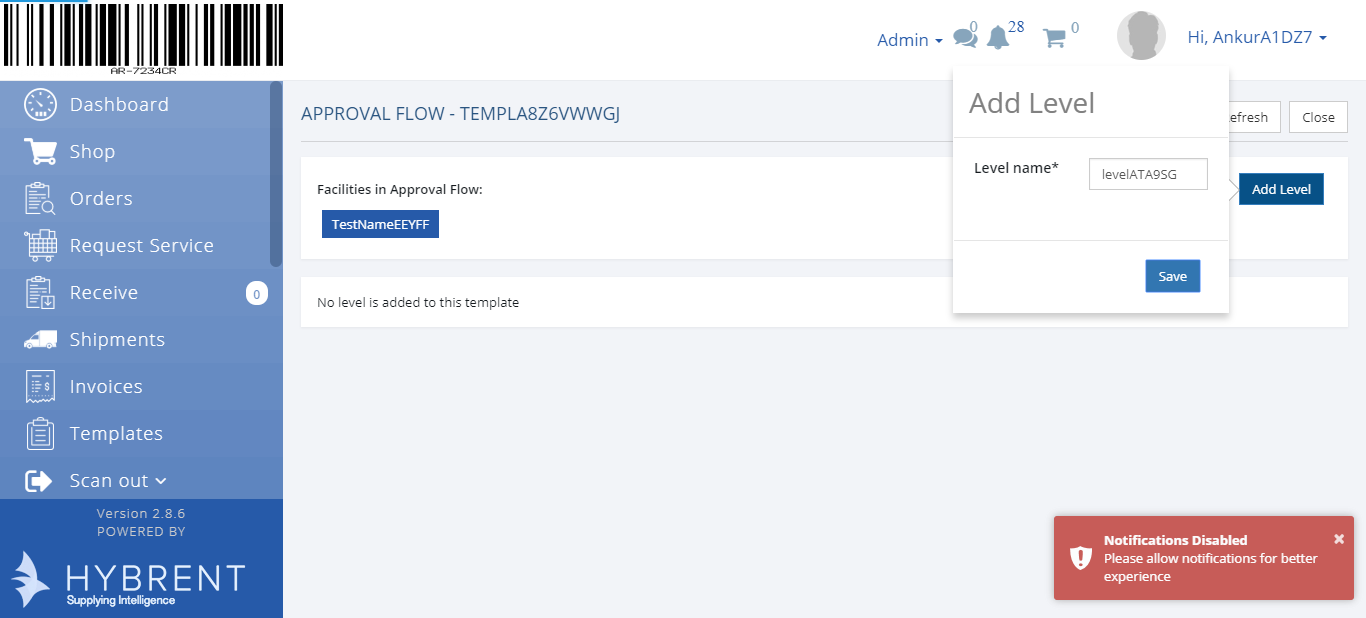 AR-7234CR
Admin
0
28
0
Hi, AnkurA1DZ7
Dashboard
Shop
Orders
Request Service
Receive
0
Shipments
Invoices
Templates
Scan out
Version 2.8.6
POWERED BY
HYBRENT
Supplying Intelligence
APPROVAL FLOW - TEMPLA8Z6VWWGJ
efresh
Close
Facilities in Approval Flow:
TestNameEEYFF
Add Level
No level is added to this template
Add Level
Level name*
levelATA9SG
Save
Notifications Disabled
Please allow notifications for better
experience